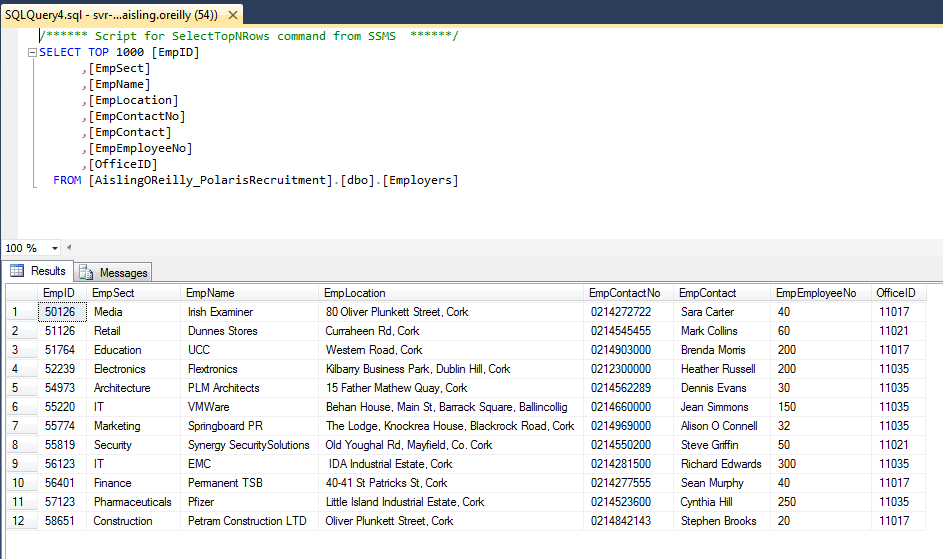 SQLQuery4.sql - svr-...aisling.oreilly (54))
/****** Script for SelectTopNRows command from SSMS  ******/
SELECT TOP 1000 [EmpID]
,[EmpSect]
,[EmpName]
,[EmpLocation]
,[EmpContactNo]
,[EmpContact]
,[EmpEmployeeNo]
,[OfficeID]
FROM [AislingOReilly_PolarisRecruitment].[dbo].[Employers]
100 %
Results Messages
EmpID EmpSect EmpName EmpLocation EmpContactNo EmpContact EmpEmployeeNo OfficeID
1 50126 Media Irish Examiner 80 Oliver Plunkett Street, Cork 0214272722 Sara Carter 40 11017
2 51126 Retail Dunnes Stores Curraheen Rd, Cork 0214545455 Mark Collins 60 11021
3 51764 Education UCC Western Road, Cork 0214903000 Brenda Morris 200 11017
4 52239 Electronics Flextronics Kilbarry Business Park, Dublin Hill, Cork 0212300000 Heather Russell 200 11035
5 54973 Architecture PLM Architects 15 Father Mathew Quay, Cork 0214562289 Dennis Evans 30 11035
6 55220 IT VMWare Behan House, Main St, Barrack Square, Ballincollig 0214660000 Jean Simmons 150 11035
7 55774 Marketing Springboard PR The Lodge, Knockrea House, Blackrock Road, Cork 0214969000 Alison O Connell 32 11035
8 55819 Security Synergy SecuritySolutions Old Youghal Rd, Mayfield, Co. Cork 0214550200 Steve Griffin 50 11021
9 56123 IT EMC IDA Industrial Estate, Cork 0214281500 Richard Edwards 300 11035
10 56401 Finance Permanent TSB 40-41 St Patricks St, Cork 0214277555 Sean Murphy 40 11017
11 57123 Pharmaceuticals Pfizer Little Island Industrial Estate, Cork 0214523600 Cynthia Hill 250 11035
12 58651 Construction Petram Construction LTD Oliver Plunkett Street, Cork 0214842143 Stephen Brooks 20 11017